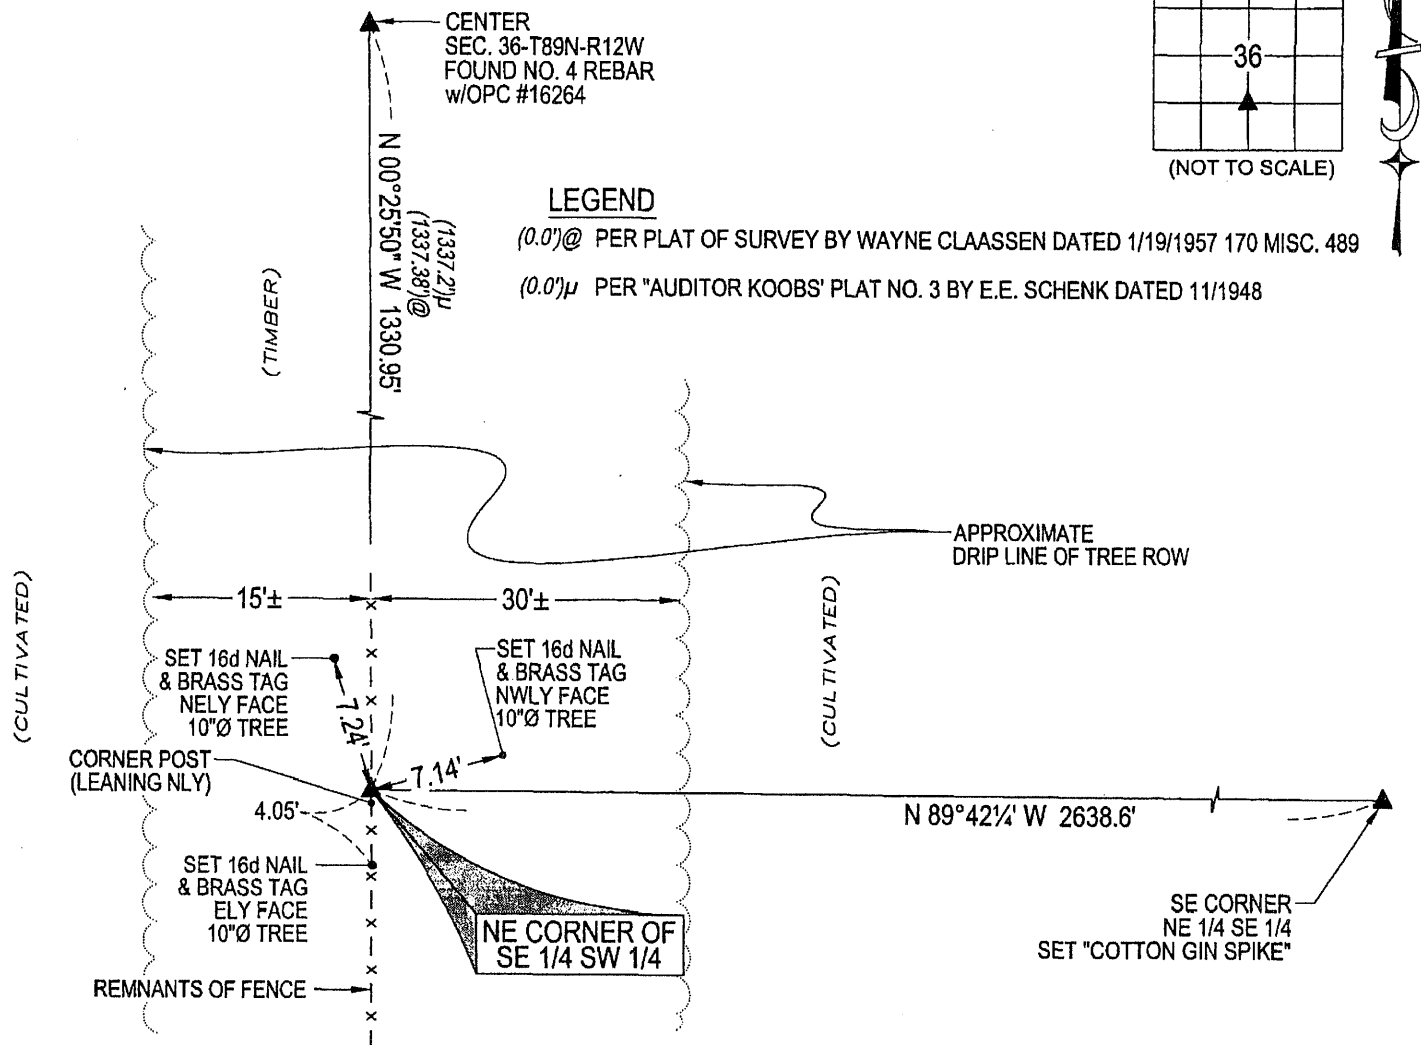 CENTER
SEC. 36-T89N-R12W
FOUND NO. 4 REBAR
w/OPC #16264
36
(NOT TO SCALE)
N 00°25'50" W 1330.95'
(1337.2')µ
(1337.38')@
LEGEND
(0.0')@ PER PLAT OF SURVEY BY WAYNE CLAASSEN DATED 1/19/1957 170 MISC. 489
(0.0')µ PER "AUDITOR KOOBS' PLAT NO. 3 BY E.E. SCHENK DATED 11/1948
(TIMBER)
APPROXIMATE
DRIP LINE OF TREE ROW
(CULTIVATED)
15'±
30'±
(CULTIVATED)
SET 16d NAIL
& BRASS TAG
NELY FACE
10"Ø TREE
7.24'
SET 16d NAIL
& BRASS TAG
NWLY FACE
10"Ø TREE
7.14'
CORNER POST
(LEANING NLY)
4.05'
N 89°42¼' W 2638.6'
SET 16d NAIL
& BRASS TAG
ELY FACE
10"Ø TREE
NE CORNER OF
SE 1/4 SW 1/4
SE CORNER
NE 1/4 SE 1/4
SET "COTTON GIN SPIKE"
REMNANTS OF FENCE